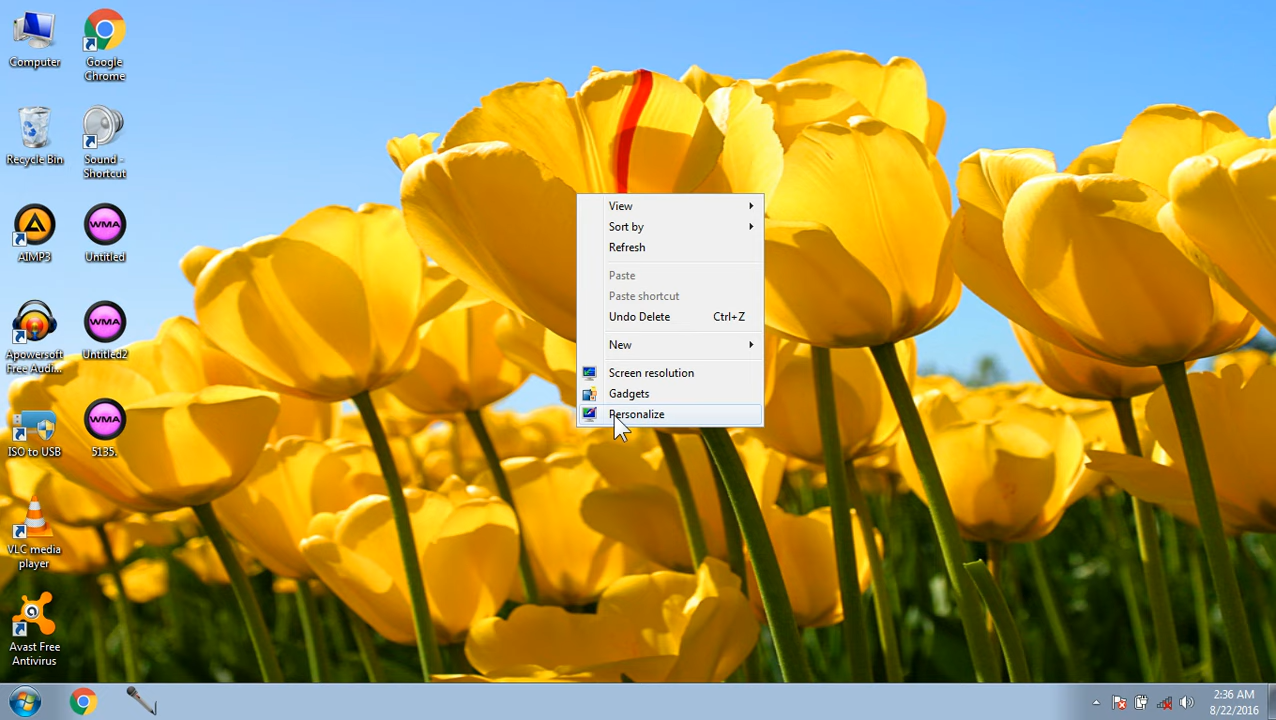 Computer
Google
Chrome
Recycle Bin
Sound -
Shortcut
AIMP3
WMA
Untitled
Apowersoft
Free Audi...
WMA
Untitled2
ISO to USB
WMA
5135.
VLC media
player
Avast Free
Antivirus
View
Sort by
Refresh
Paste
Paste shortcut
Undo Delete Ctrl+Z
New
Screen resolution
Gadgets
Personalize
2:36 AM
8/22/2016